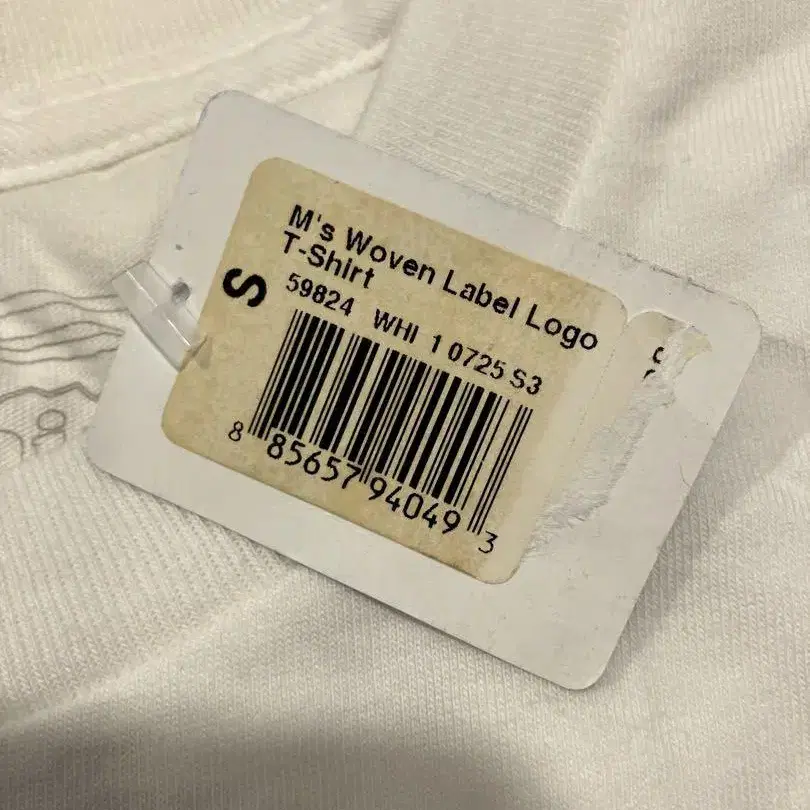 M's Woven Label Logo
T-Shirt
S
59824 WHI 1 0725 S3
8 85657 94049 3